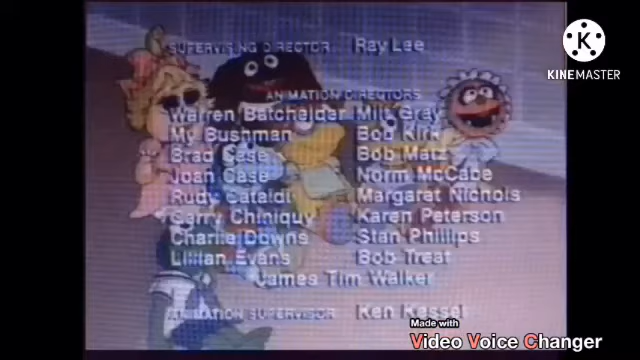 SUPERVISING DIRECTOR Ray Lee
ANIMATION DIRECTORS
Warren Batchelder Milt Gray
My Bushman Bob Kirk
Brad Case Bob Matz
Joan Case Norm McCabe
Rudy Cataldi Margaret Nichols
Gerry Chiniquy Karen Peterson
Charlie Downs Stan Phillips
Lillian Evans Bob Treat
James Tim Walker
ANIMATION SUPERVISOR Ken Kessel
K
KINEMASTER
Made with
Video Voice Changer